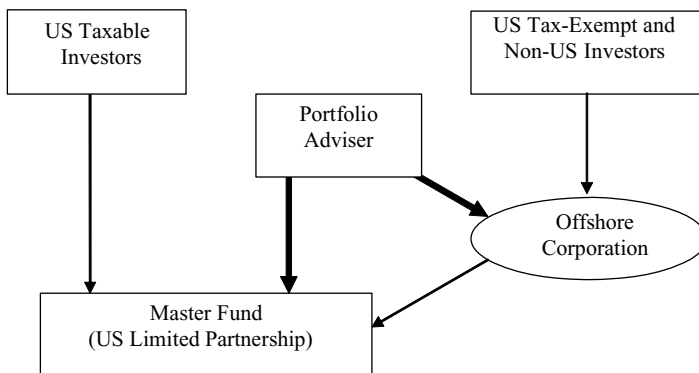 US Taxable
Investors
US Tax-Exempt and
Non-US Investors
Portfolio
Adviser
Offshore
Corporation
Master Fund
(US Limited Partnership)